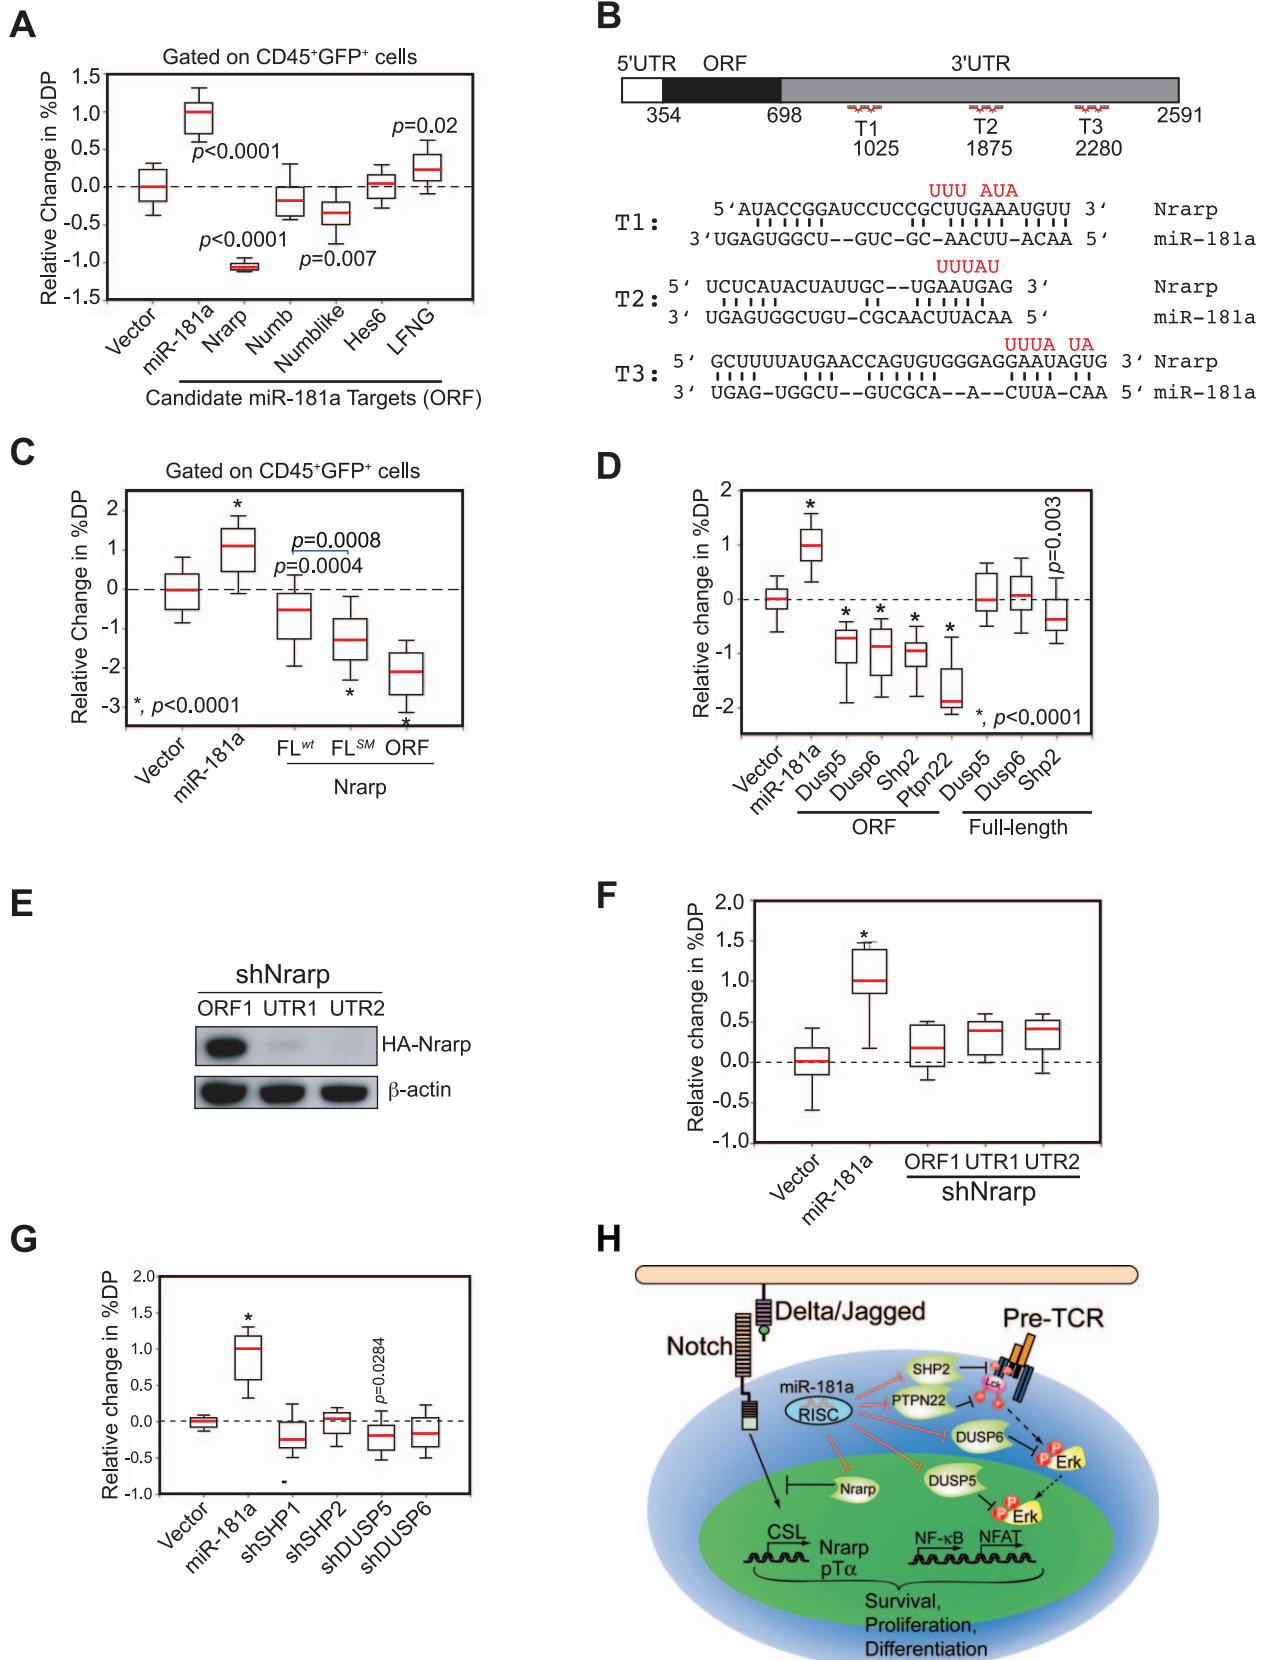 A
Gated on CD45+GFP+ cells
Relative Change in %DP
1.5
1.0
0.5
0.0
-0.5
-1.0
-1.5
p<0.0001
p<0.0001
p=0.007
p=0.02
Vector
miR-181a
Nrarp
Numb
Numblike
Hes6
LFNG
Candidate miR-181a Targets (ORF)
B
5'UTR ORF 3'UTR
354 698 2591
T1 T2 T3
1025 1875 2280
UUU AUA
T1: 5‘AUACCGGAUCCUCCGCUUGAAAUGUU 3‘ Nrarp
3‘UGAGUGGCU--GUC-GC-AACUU-ACAA 5‘ miR-181a
UUUAU
T2: 5‘ UCUCAUACUAUUGC--UGAAUGAG 3‘ Nrarp
3‘ UGAGUGGCUGU-CGCAACUUACAA 5‘ miR-181a
UUUA UA
T3: 5‘ GCUUUUAUGAACCAGUGUGGGAGGAAUAGUG 3‘ Nrarp
3‘ UGAG-UGGCU--GUCGCA--A--CUUA-CAA 5‘ miR-181a
C
Gated on CD45+GFP+ cells
Relative Change in %DP
2
1
0
-1
-2
-3
*
p=0.0008
p=0.0004
*
*
*, p<0.0001
Vector
miR-181a
FLwt FLSM ORF
Nrarp
D
Relative change in %DP
2
1
0
-1
-2
*
*
*
*
*
p=0.003
*, p<0.0001
Vector
miR-181a
Dusp5
Dusp6
Shp2
Ptpn22
Dusp5
Dusp6
Shp2
ORF Full-length
E
shNrarp
ORF1 UTR1 UTR2
HA-Nrarp
β-actin
F
Relative change in %DP
2.0
1.5
1.0
0.5
0.0
-0.5
-1.0
*
Vector
miR-181a
ORF1 UTR1 UTR2
shNrarp
G
Relative change in %DP
2.0
1.5
1.0
0.5
0.0
-0.5
-1.0
*
p=0.0284
Vector
miR-181a
shSHP1
shSHP2
shDUSP5
shDUSP6
H
Delta/Jagged
Notch
Pre-TCR
miR-181a
RISC
SHP2
PTPN22
Lck
DUSP6
P
P
Erk
DUSP5
Nrarp
P
P
Erk
CSL
Nrarp
pTα
NF-κB
NFAT
Survival,
Proliferation,
Differentiation